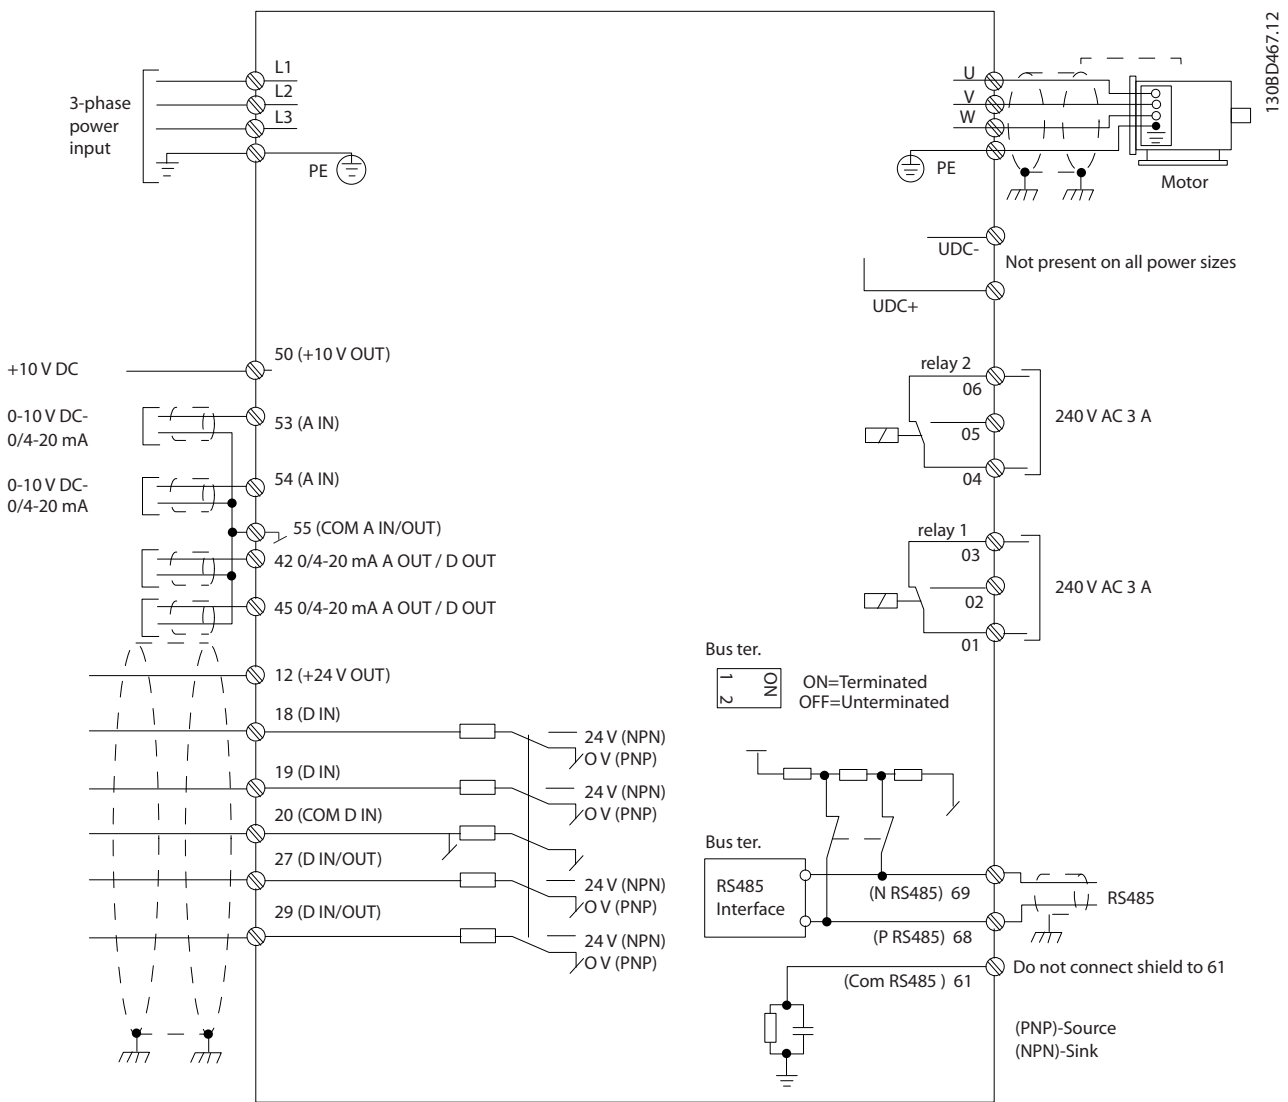 130BD467.12
3-phase
power
input
L1
L2
L3
PE
U
V
W
PE
Motor
UDC-
Not present on all power sizes
UDC+
+10 V DC
50 (+10 V OUT)
0-10 V DC-
0/4-20 mA
53 (A IN)
0-10 V DC-
0/4-20 mA
54 (A IN)
55 (COM A IN/OUT)
42 0/4-20 mA A OUT / D OUT
45 0/4-20 mA A OUT / D OUT
12 (+24 V OUT)
18 (D IN)
24 V (NPN)
O V (PNP)
19 (D IN)
24 V (NPN)
O V (PNP)
20 (COM D IN)
27 (D IN/OUT)
24 V (NPN)
O V (PNP)
29 (D IN/OUT)
24 V (NPN)
O V (PNP)
relay 2
06
05
04
240 V AC 3 A
relay 1
03
02
01
240 V AC 3 A
Bus ter.
1
2
ON
ON=Terminated
OFF=Unterminated
Bus ter.
RS485
Interface
(N RS485) 69
RS485
(P RS485) 68
(Com RS485 ) 61
Do not connect shield to 61
(PNP)-Source
(NPN)-Sink